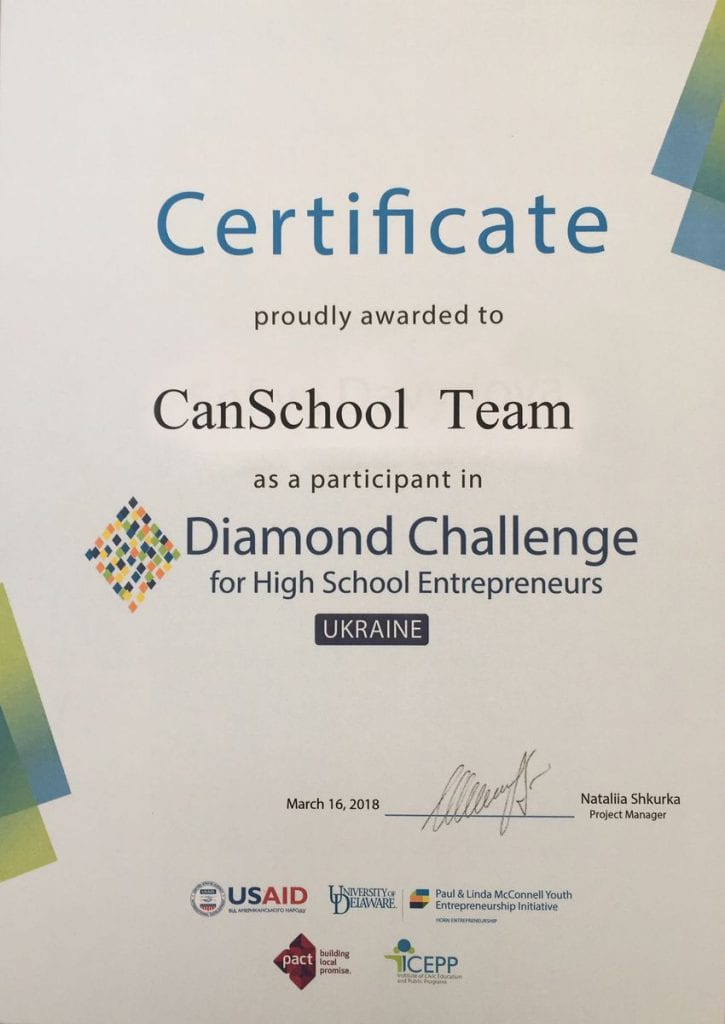 Certificate
proudly awarded to
CanSchool Team
as a participant in
Diamond Challenge
for High School Entrepreneurs
UKRAINE
March 16, 2018
Nataliia Shkurka
Project Manager
USAID
ВІД АМЕРИКАНСЬКОГО НАРОДУ
UNIVERSITY OF
DELAWARE
Paul & Linda McConnell Youth
Entrepreneurship Initiative
HORN ENTREPRENEURSHIP
pact
building
local
promise.
ICEPP
Institute of Civic Education
and Public Programs